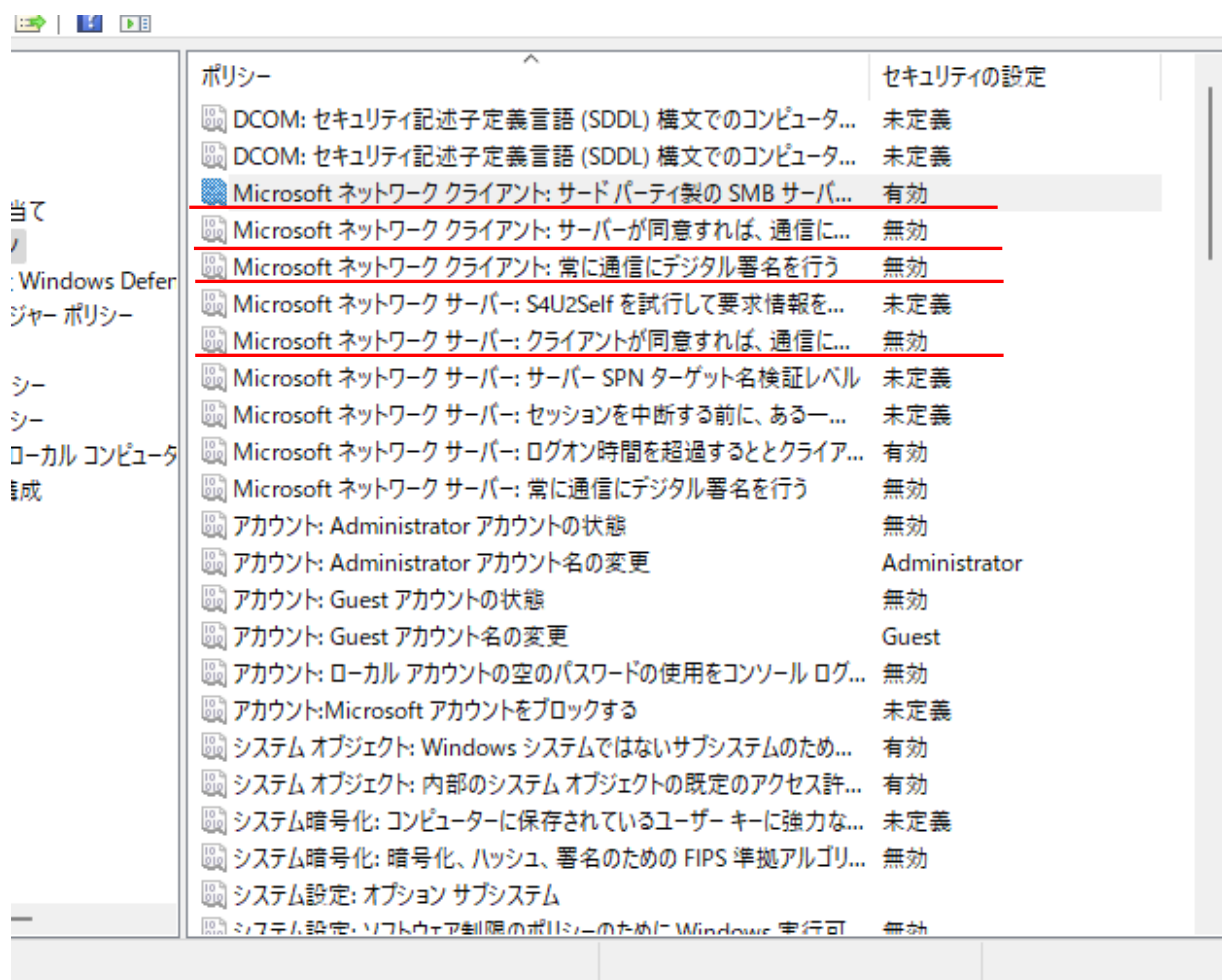 ポリシー セキュリティの設定
DCOM: セキュリティ記述子定義言語 (SDDL) 構文でのコンピュータ... 未定義
DCOM: セキュリティ記述子定義言語 (SDDL) 構文でのコンピュータ... 未定義
Microsoft ネットワーク クライアント: サード パーティ製の SMB サーバ... 有効
当て
Microsoft ネットワーク クライアント: サーバーが同意すれば、通信に... 無効
Microsoft ネットワーク クライアント: 常に通信にデジタル署名を行う 無効
Windows Defer
Microsoft ネットワーク サーバー: S4U2Self を試行して要求情報を... 未定義
ジャー ポリシー
Microsoft ネットワーク サーバー: クライアントが同意すれば、通信に... 無効
Microsoft ネットワーク サーバー: サーバー SPN ターゲット名検証レベル 未定義
シー
Microsoft ネットワーク サーバー: セッションを中断する前に、ある一... 未定義
シー
Microsoft ネットワーク サーバー: ログオン時間を超過するととクライア... 有効
ローカル コンピュータ
Microsoft ネットワーク サーバー: 常に通信にデジタル署名を行う 無効
成
アカウント: Administrator アカウントの状態 無効
アカウント: Administrator アカウント名の変更 Administrator
アカウント: Guest アカウントの状態 無効
アカウント: Guest アカウント名の変更 Guest
アカウント: ローカル アカウントの空のパスワードの使用をコンソール ログ... 無効
アカウント:Microsoft アカウントをブロックする 未定義
システム オブジェクト: Windows システムではないサブシステムのため... 有効
システム オブジェクト: 内部のシステム オブジェクトの既定のアクセス許... 有効
システム暗号化: コンピューターに保存されているユーザー キーに強力な... 未定義
システム暗号化: 暗号化、ハッシュ、署名のための FIPS 準拠アルゴリ... 無効
システム設定: オプション サブシステム
システム設定: ソフトウェア制限のポリシーのために Windows 実行可 無効